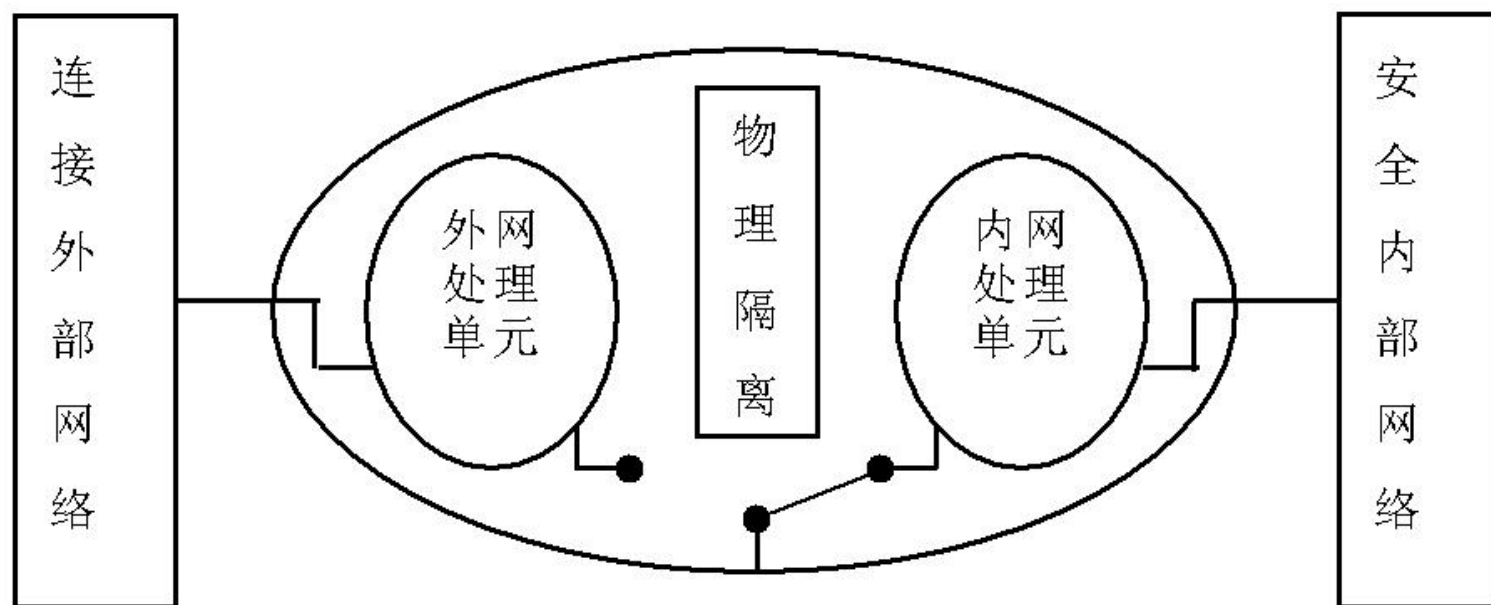 连接外部网络
外网
处理
单元
物理隔离
内网
处理
单元
安全内部网络